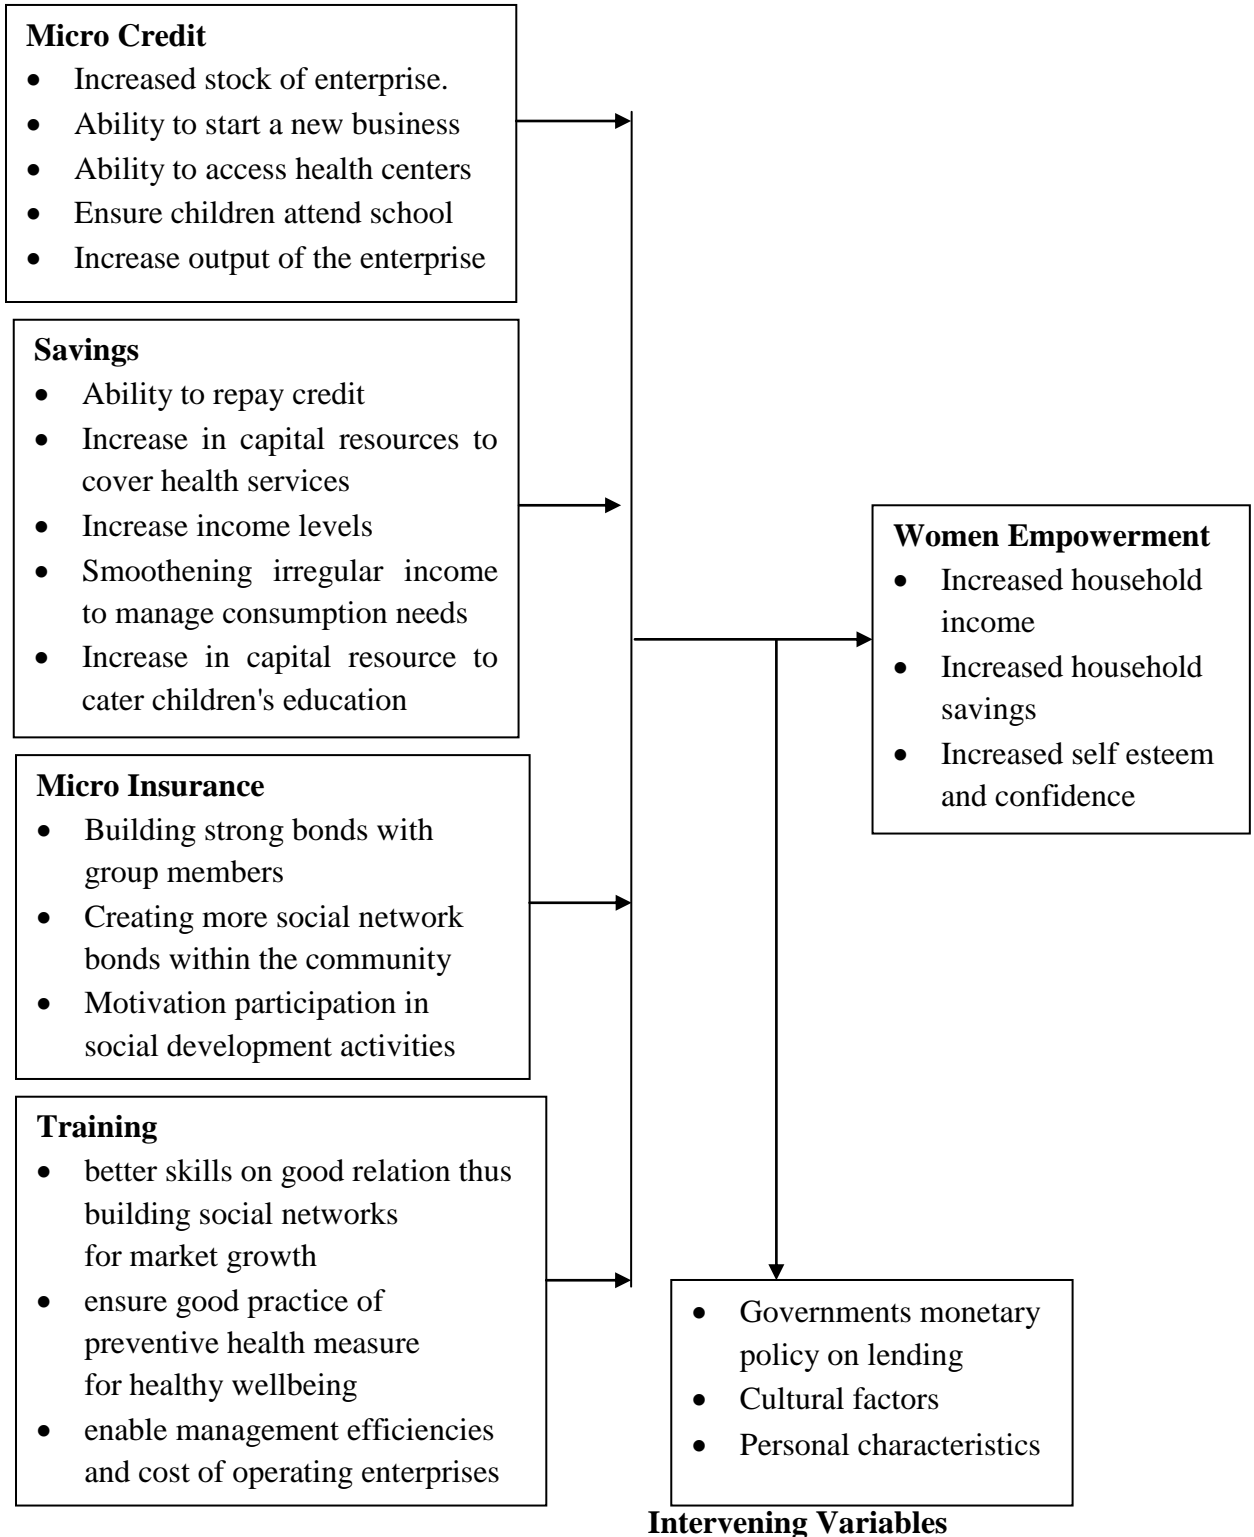 Micro Credit
• Increased stock of enterprise.
• Ability to start a new business
• Ability to access health centers
• Ensure children attend school
• Increase output of the enterprise
Savings
• Ability to repay credit
• Increase in capital resources to
cover health services
• Increase income levels
• Smoothening irregular income
to manage consumption needs
• Increase in capital resource to
cater children's education
Micro Insurance
• Building strong bonds with
group members
• Creating more social network
bonds within the community
• Motivation participation in
social development activities
Training
• better skills on good relation thus
building social networks
for market growth
• ensure good practice of
preventive health measure
for healthy wellbeing
• enable management efficiencies
and cost of operating enterprises
Women Empowerment
• Increased household
income
• Increased household
savings
• Increased self esteem
and confidence
• Governments monetary
policy on lending
• Cultural factors
• Personal characteristics
Intervening Variables